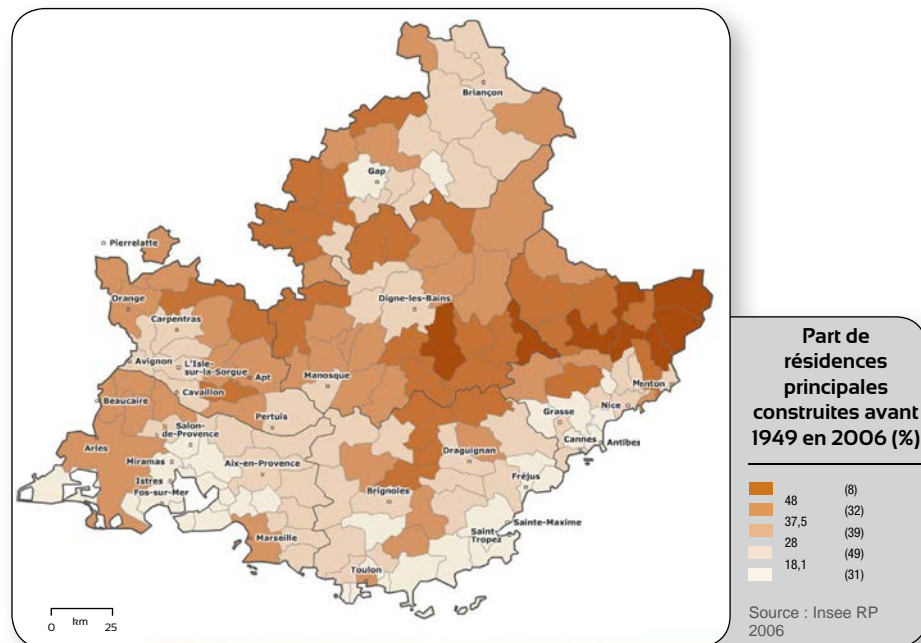 Briançon
Gap
Pierrelatte
Orange
Digne-les-Bains
Carpentras
Avignon
L'Isle
sur-la-Sorgue
Apt
Manosque
Cavaillon
Beaucaire
Pertuis
Salon-
de-Provence
Arles
Miramas
Aix-en-Provence
Istres
Fos-sur-Mer
Marseille
Toulon
Brignoles
Draguignan
Fréjus
Sainte-Maxime
Saint-
Tropez
Grasse
Cannes
Antibes
Nice
Menton
0 km 25
Part de
résidences
principales
construites avant
1949 en 2006 (%)
(8)
48
(32)
37,5
(39)
28
(49)
18,1
(31)
Source : Insee RP
2006